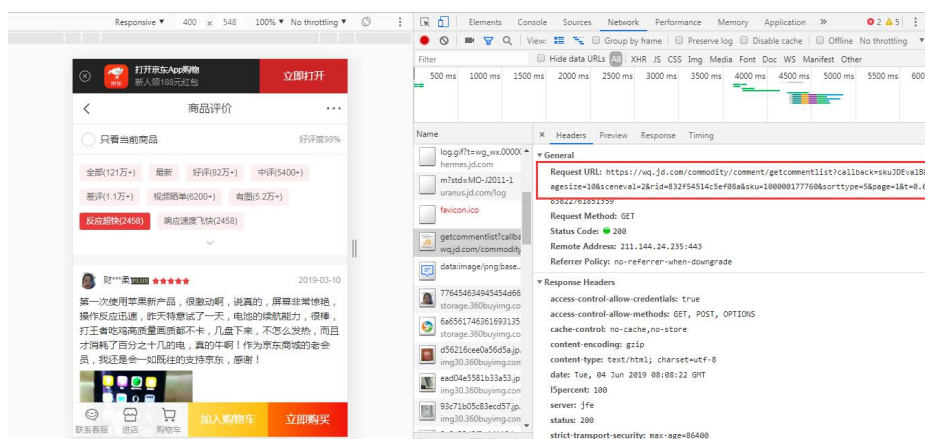 Responsive ▼ 400 x 548 100% ▼ No throttling ▼
Elements Console Sources Network Performance Memory Application » 2 5
View: Group by frame Preserve log Disable cache Offline No throttling ▼
Filter Hide data URLs All XHR JS CSS Img Media Font Doc WS Manifest Other
500 ms 1000 ms 1500 ms 2000 ms 2500 ms 3000 ms 3500 ms 4000 ms 4500 ms 5000 ms 5500 ms
打开京东App购物
新人领188元红包
立即打开
商品评价
只看当前商品 好评度98%
全部(121万+) 最新 好评(82万+) 中评(5400+)
差评(1.1万+) 视频晒单(6200+) 有图(5.2万+)
反应超快(2458) 响应速度飞快(2458)
财***柔 PLUS ★★★★★ 2019-03-10
第一次使用苹果新产品，很激动啊，说真的，屏幕非常惊艳，
操作反应迅速，昨天特意试了一天，电池的续航能力，很棒，
打王者吃鸡高质量画质都不卡，几盘下来，不怎么发热，而且
才消耗了百分之十几的电，真的牛啊！作为京东商城的老会
员，我还是会一如既往的支持京东，感谢！
联系客服 进店 购物车 加入购物车 立即购买
Name
log.gif?t=wg_wx.0000(
hermes.jd.com
m?std=MO-J2011-1
uranus.jd.com/log
favicon.ico
getcommentlist?callba
wq.jd.com/commodity
data:image/png;base..
776454634945454d66
storage.360buyimg.co
6a6561746361693135.
storage.360buyimg.co
d56216cee0a56d5a.jp.
img30.360buyimg.con
ead04e5581b33a53.jp
img30.360buyimg.con
93c71b05c83ecd57.jp.
img30.360buyimg.con
× Headers Preview Response Timing
▼ General
Request URL: https://wq.jd.com/commodity/comment/getcommentlist?callback=skuJDEvalB
agesize=10&sceneval=2&rid=832f54514c5ef08a&sku=100000177760&sorttype=5&page=1&t=0.6
83822761851359
Request Method: GET
Status Code: 200
Remote Address: 211.144.24.235:443
Referrer Policy: no-referrer-when-downgrade
▼ Response Headers
access-control-allow-credentials: true
access-control-allow-methods: GET, POST, OPTIONS
cache-control: no-cache,no-store
content-encoding: gzip
content-type: text/html; charset=utf-8
date: Tue, 04 Jun 2019 08:08:22 GMT
l5percent: 100
server: jfe
status: 200
strict-transport-security: max-age=86400